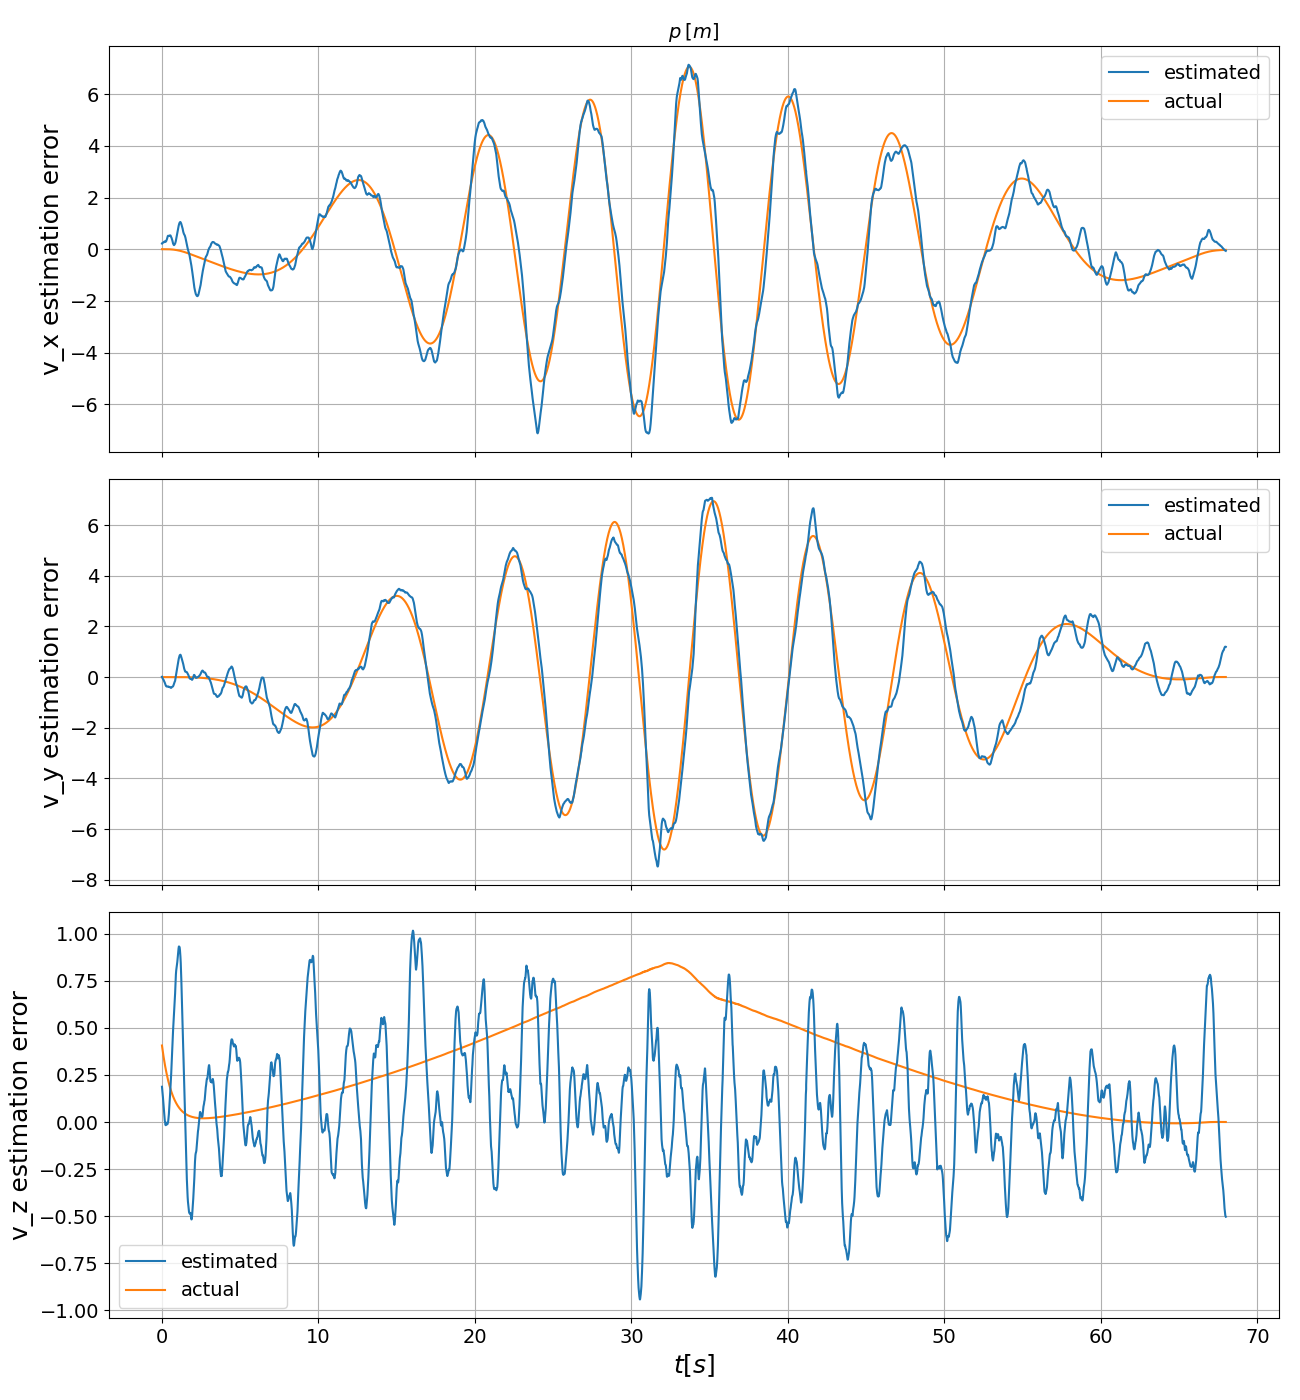 p [m]
v_x estimation error
6
4
2
0
−2
−4
−6
estimated
actual
v_y estimation error
6
4
2
0
−2
−4
−6
−8
estimated
actual
v_z estimation error
1.00
0.75
0.50
0.25
0.00
−0.25
−0.50
−0.75
−1.00
estimated
actual
0 10 20 30 40 50 60 70
t[s]